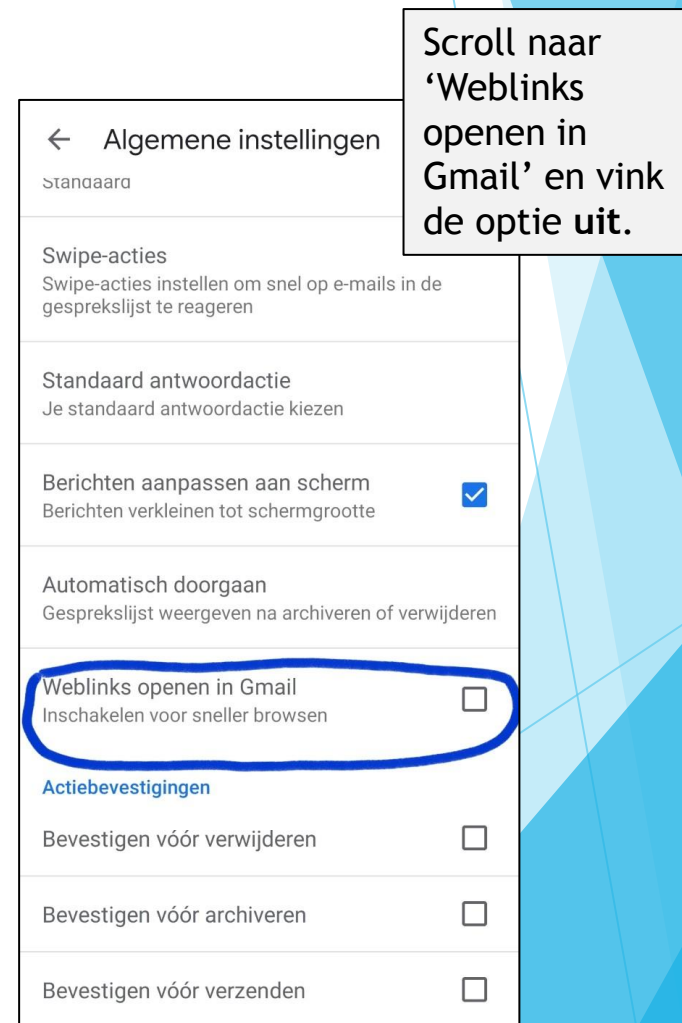 Scroll naar
‘Weblinks
openen in
Gmail’ en vink
de optie uit.
Algemene instellingen
Standaard
Swipe-acties
Swipe-acties instellen om snel op e-mails in de
gesprekslijst te reageren
Standaard antwoordactie
Je standaard antwoordactie kiezen
Berichten aanpassen aan scherm
Berichten verkleinen tot schermgrootte
Automatisch doorgaan
Gesprekslijst weergeven na archiveren of verwijderen
Weblinks openen in Gmail
Inschakelen voor sneller browsen
Actiebevestigingen
Bevestigen vóór verwijderen
Bevestigen vóór archiveren
Bevestigen vóór verzenden